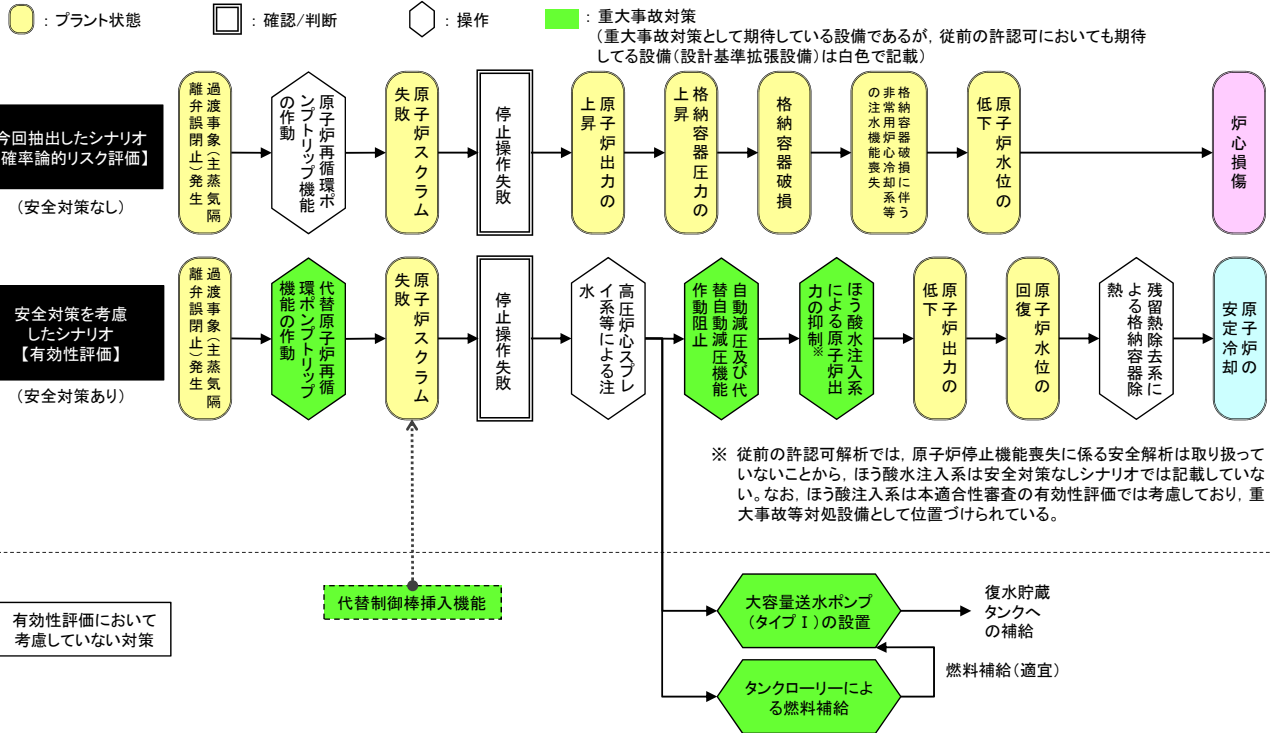 ：プラント状態
：確認/判断
：操作
：重大事故対策
（重大事故対策として期待している設備であるが，従前の許認可においても期待
してる設備（設計基準拡張設備）は白色で記載）
今回抽出したシナリオ
確率論的リスク評価】
（安全対策なし）
過渡事象（主蒸気隔
離弁誤閉止）発生
原子炉再循環ポ
ンプトリップ機能
の作動
原子炉スクラム
失敗
停止操作失敗
原子炉出力の
上昇
格納容器圧力の
上昇
格納容器破損
格納容器破損に伴う
非常用炉心冷却系等
の注水機能喪失
原子炉水位の
低下
炉心損傷
安全対策を考慮
したシナリオ
【有効性評価】
（安全対策あり）
過渡事象（主蒸気隔
離弁誤閉止）発生
代替原子炉再循
環ポンプトリップ
機能の作動
原子炉スクラム
失敗
停止操作失敗
高圧炉心スプレ
イ系等による注
水
自動減圧及び代
替自動減圧機能
作動阻止
ほう酸水注入系
による原子炉出
力の抑制※
原子炉出力の
低下
原子炉水位の
回復
残留熱除去系に
よる格納容器除
熱
原子炉の
安定冷却
※ 従前の許認可解析では，原子炉停止機能喪失に係る安全解析は取り扱って
いないことから，ほう酸水注入系は安全対策なしシナリオでは記載していな
い。なお，ほう酸注入系は本適合性審査の有効性評価では考慮しており，重
大事故等対処設備として位置づけられている。
有効性評価において
考慮していない対策
代替制御棒挿入機能
大容量送水ポンプ
（タイプⅠ）の設置
復水貯蔵
タンクへ
の補給
燃料補給（適宜）
タンクローリーによ
る燃料補給